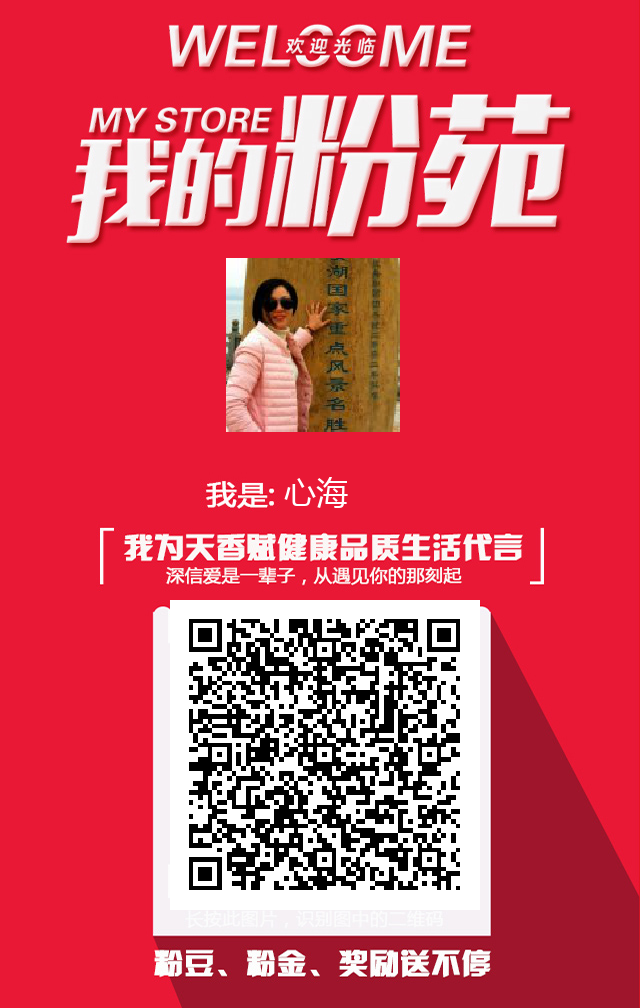 WELCOME
欢迎光临
MY STORE
我的粉苑
湖国家重点风景名胜
我是: 心海
我为天香赋健康品质生活代言
深信爱是一辈子，从遇见你的那刻起
长按此图片，识别图中的二维码
粉豆、粉金、奖励送不停